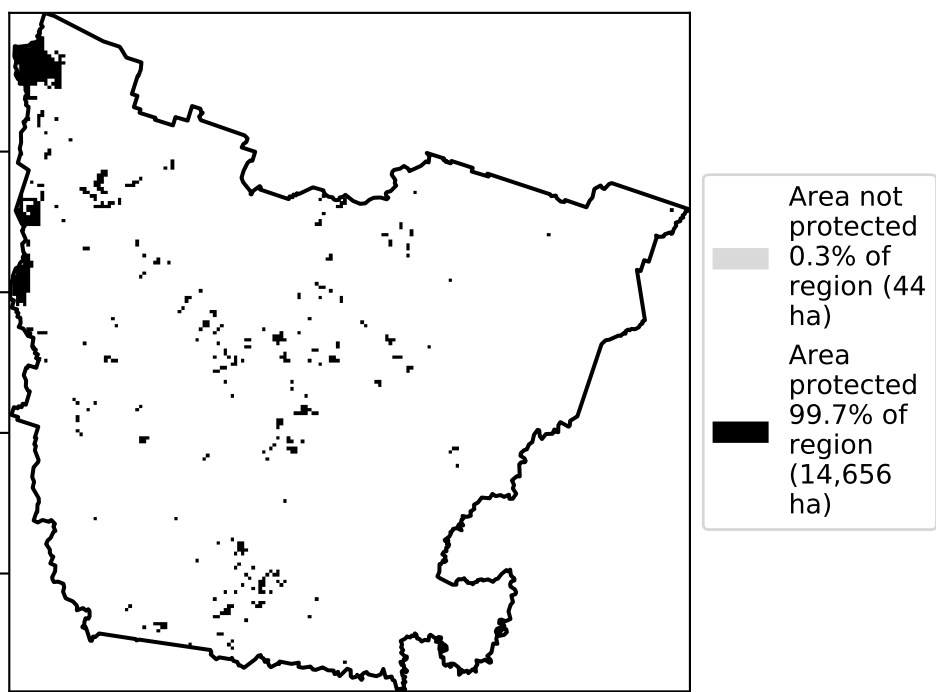 Area not
protected
0.3% of
region (44
ha)
Area
protected
99.7% of
region
(14,656
ha)